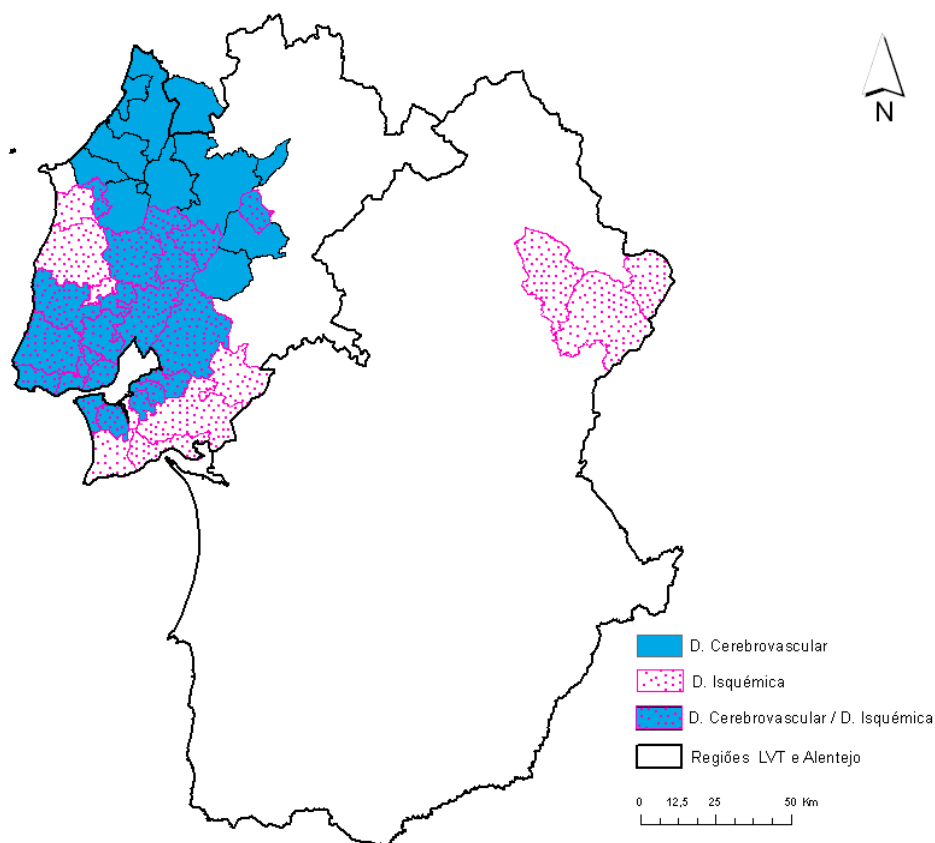 N
D. Cerebrovascular
D. Isquémica
D. Cerebrovascular / D. Isquémica
Regiões LVT e Alentejo
0 12,5 25 50 Km